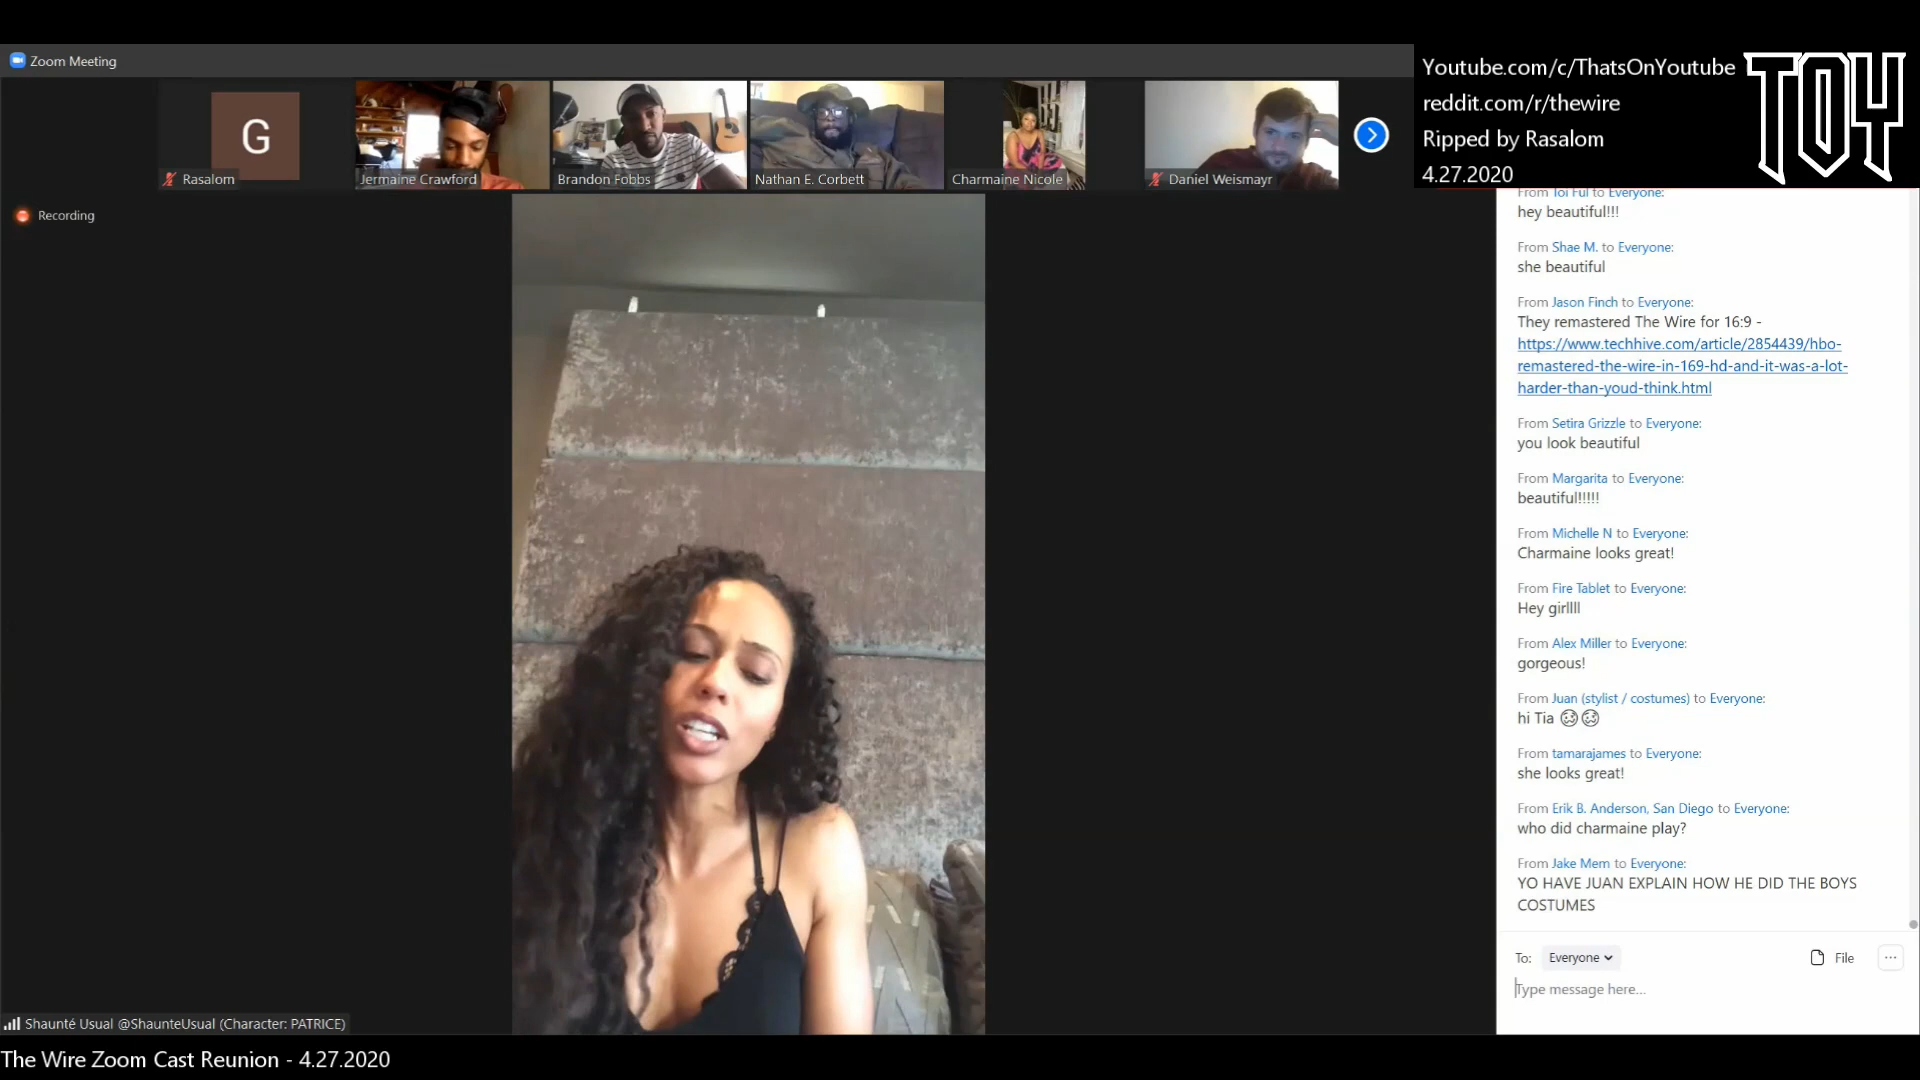 Zoom Meeting
G
Rasalom
Jermaine Crawford
Brandon Fobbs
Nathan E. Corbett
Charmaine Nicole
Daniel Weismayr
Youtube.com/c/ThatsOnYoutube
reddit.com/r/thewire
Ripped by Rasalom
4.27.2020
TOY
Recording
From Toi Ful to Everyone:
hey beautiful!!!
From Shae M. to Everyone:
she beautiful
From Jason Finch to Everyone:
They remastered The Wire for 16:9 -
https://www.techhive.com/article/2854439/hbo-
remastered-the-wire-in-169-hd-and-it-was-a-lot-
harder-than-youd-think.html
From Setira Grizzle to Everyone:
you look beautiful
From Margarita to Everyone:
beautiful!!!!!
From Michelle N to Everyone:
Charmaine looks great!
From Fire Tablet to Everyone:
Hey girllll
From Alex Miller to Everyone:
gorgeous!
From Juan (stylist / costumes) to Everyone:
hi Tia
From tamarajames to Everyone:
she looks great!
From Erik B. Anderson, San Diego to Everyone:
who did charmaine play?
From Jake Mem to Everyone:
YO HAVE JUAN EXPLAIN HOW HE DID THE BOYS
COSTUMES
To: Everyone
File
Type message here...
Shaunté Usual @ShaunteUsual (Character: PATRICE)
The Wire Zoom Cast Reunion - 4.27.2020